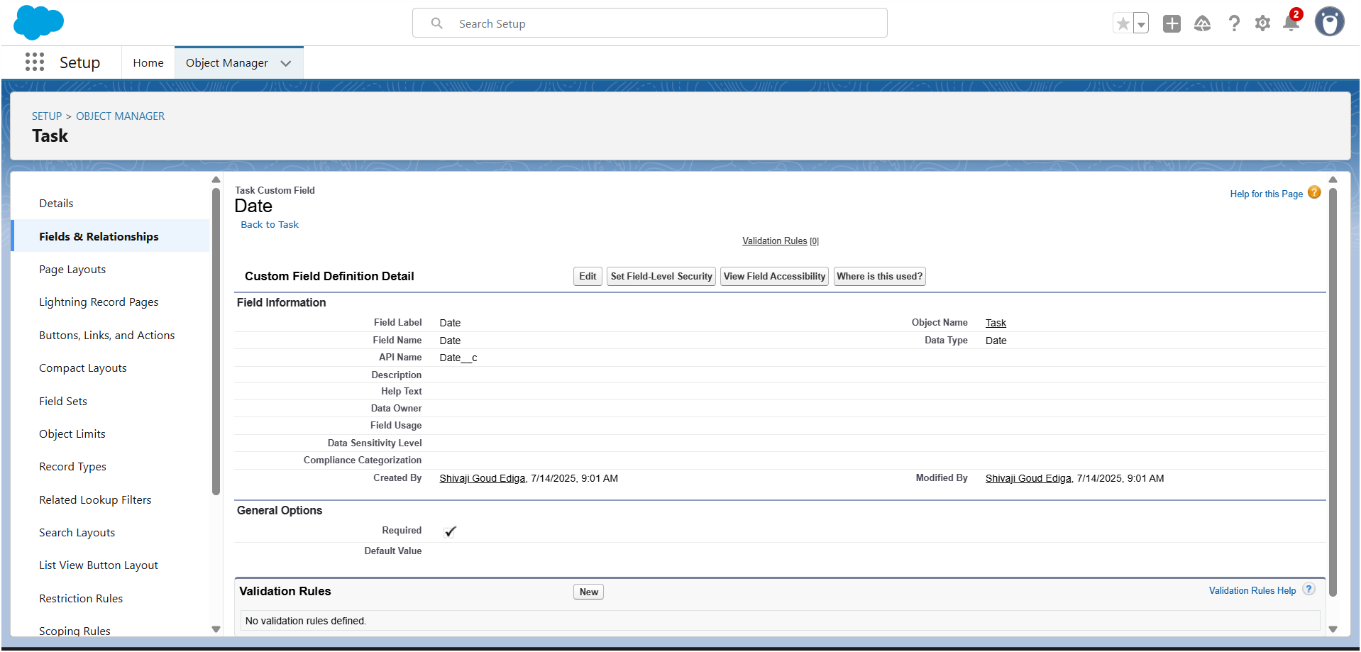 Search Setup
2
Setup
Home
Object Manager
SETUP > OBJECT MANAGER
Task
Details
Fields & Relationships
Page Layouts
Lightning Record Pages
Buttons, Links, and Actions
Compact Layouts
Field Sets
Object Limits
Record Types
Related Lookup Filters
Search Layouts
List View Button Layout
Restriction Rules
Scoping Rules
Task Custom Field
Date
Back to Task
Help for this Page ?
Validation Rules [0]
Custom Field Definition Detail
Edit
Set Field-Level Security
View Field Accessibility
Where is this used?
Field Information
Field Label Date Object Name Task
Field Name Date Data Type Date
API Name Date__c
Description
Help Text
Data Owner
Field Usage
Data Sensitivity Level
Compliance Categorization
Created By Shivaji Goud Ediga, 7/14/2025, 9:01 AM Modified By Shivaji Goud Ediga, 7/14/2025, 9:01 AM
General Options
Required ✓
Default Value
Validation Rules New Validation Rules Help ?
No validation rules defined.